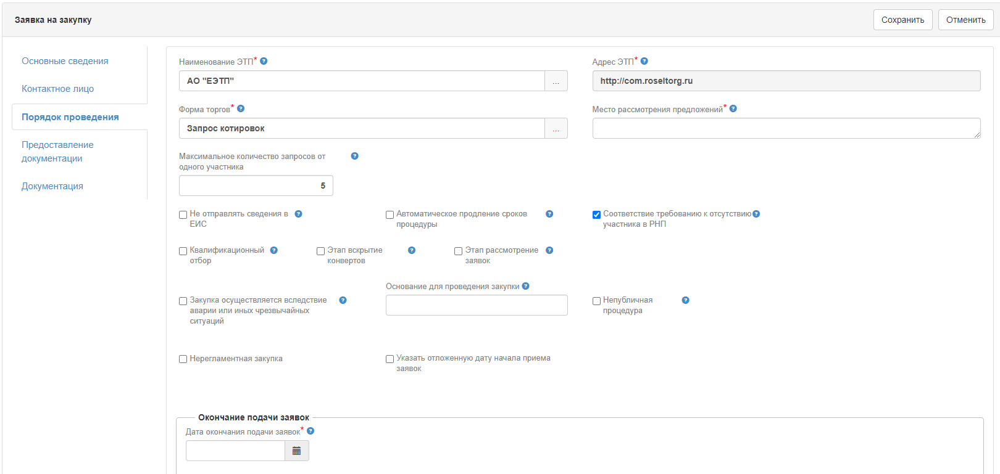 Заявка на закупку
Сохранить
Отменить
Основные сведения
Контактное лицо
Порядок проведения
Предоставление
документации
Документация
Наименование ЭТП* ?
АО "ЕЭТП"
...
Адрес ЭТП* ?
http://com.roseltorg.ru
Форма торгов* ?
Запрос котировок
...
Место рассмотрения предложений* ?
Максимальное количество запросов от ?
одного участника
5
Не отправлять сведения в ?
ЕИС
Автоматическое продление сроков ?
процедуры
Соответствие требованию к отсутствию ?
участника в РНП
Квалификационный ?
отбор
Этап вскрытие ?
конвертов
Этап рассмотрение ?
заявок
Закупка осуществляется вследствие ?
аварии или иных чрезвычайных
ситуаций
Основание для проведения закупки ?
Непубличная ?
процедура
Нерегламентная закупка
Указать отложенную дату начала приема
заявок
Окончание подачи заявок
Дата окончания подачи заявок* ?